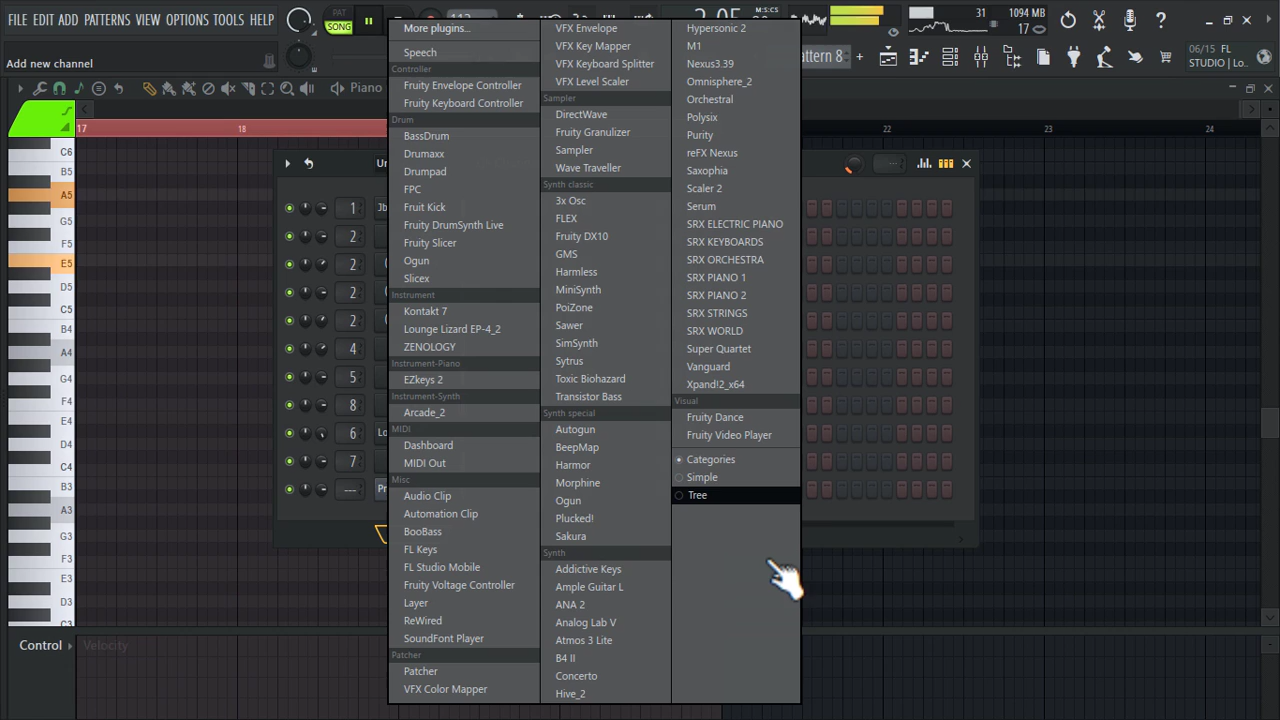 FILE EDIT ADD PATTERNS VIEW OPTIONS TOOLS HELP
PAT
SONG
M:S:CS
31
1094 MB
17
Add new channel
Pattern 8
06/15 FL
STUDIO | Lo..
Piano
17
18
22
23
24
C6
B5
A5
G5
F5
E5
D5
C5
B4
A4
G4
F4
E4
D4
C4
B3
A3
G3
F3
E3
D3
C3
1
2
2
2
2
4
5
8
6
7
---
Control
Velocity
More plugins...
Speech
Controller
Fruity Envelope Controller
Fruity Keyboard Controller
Drum
BassDrum
Drumaxx
Drumpad
FPC
Fruit Kick
Fruity DrumSynth Live
Fruity Slicer
Ogun
Slicex
Instrument
Kontakt 7
Lounge Lizard EP-4_2
ZENOLOGY
Instrument-Piano
EZkeys 2
Instrument-Synth
Arcade_2
MIDI
Dashboard
MIDI Out
Misc
Audio Clip
Automation Clip
BooBass
FL Keys
FL Studio Mobile
Fruity Voltage Controller
Layer
ReWired
SoundFont Player
Patcher
Patcher
VFX Color Mapper
VFX Envelope
VFX Key Mapper
VFX Keyboard Splitter
VFX Level Scaler
Sampler
DirectWave
Fruity Granulizer
Sampler
Wave Traveller
Synth classic
3x Osc
FLEX
Fruity DX10
GMS
Harmless
MiniSynth
PoiZone
Sawer
SimSynth
Sytrus
Toxic Biohazard
Transistor Bass
Synth special
Autogun
BeepMap
Harmor
Morphine
Ogun
Plucked!
Sakura
Synth
Addictive Keys
Ample Guitar L
ANA 2
Analog Lab V
Atmos 3 Lite
B4 II
Concerto
Hive_2
Hypersonic 2
M1
Nexus3.39
Omnisphere_2
Orchestral
Polysix
Purity
reFX Nexus
Saxophia
Scaler 2
Serum
SRX ELECTRIC PIANO
SRX KEYBOARDS
SRX ORCHESTRA
SRX PIANO 1
SRX PIANO 2
SRX STRINGS
SRX WORLD
Super Quartet
Vanguard
Xpand!2_x64
Visual
Fruity Dance
Fruity Video Player
Categories
Simple
Tree